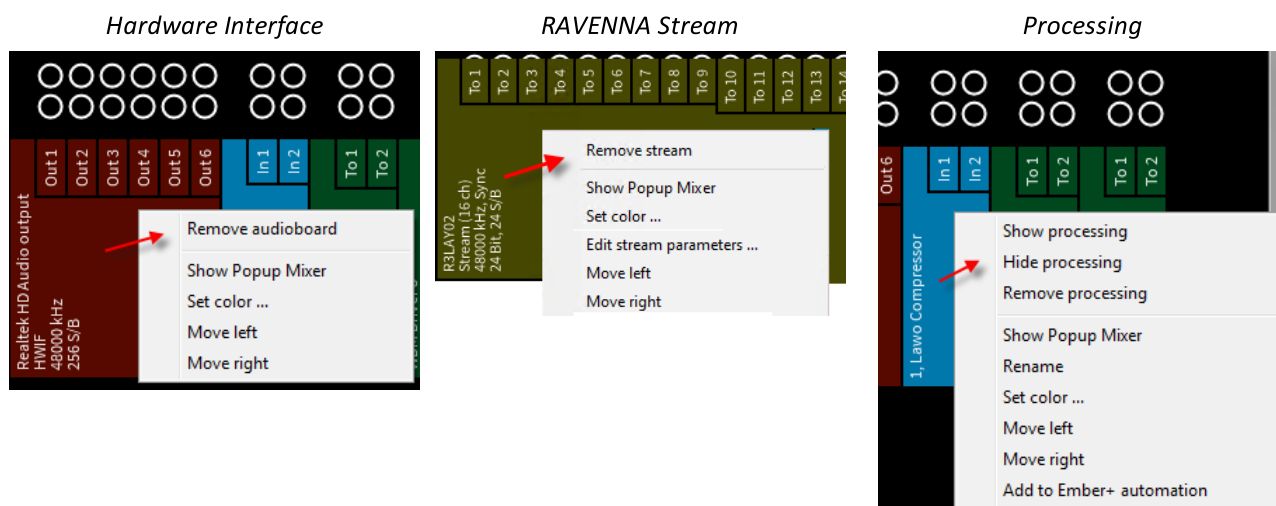 Hardware Interface
Out 1
Out 2
Out 3
Out 4
Out 5
Out 6
In 1
In 2
To 1
To 2
Realtek HD Audio output
HWIF
48000 kHz
256 S/B
Remove audioboard
Show Popup Mixer
Set color ...
Move left
Move right
RAVENNA Stream
To 1
To 2
To 3
To 4
To 5
To 6
To 7
To 8
To 9
To 10
To 11
To 12
To 13
To 14
R3LAY02
Stream (16 ch)
48000 kHz, Sync
24 Bit, 24 S/B
Remove stream
Show Popup Mixer
Set color ...
Edit stream parameters ...
Move left
Move right
Processing
Out 6
In 1
In 2
To 1
To 2
To 1
To 2
1, Lawo Compressor
Show processing
Hide processing
Remove processing
Show Popup Mixer
Rename
Set color ...
Move left
Move right
Add to Ember+ automation